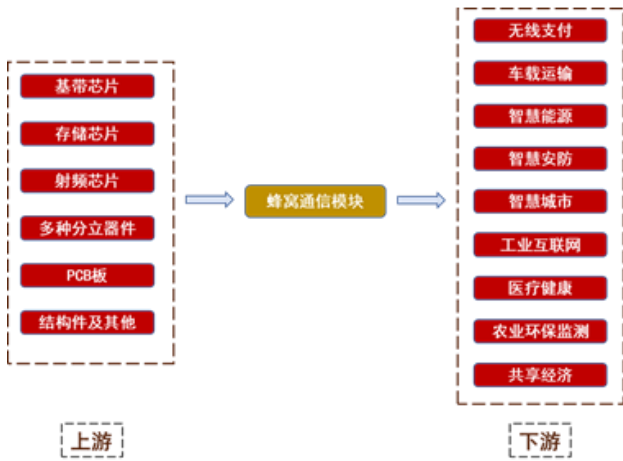 基带芯片
存储芯片
射频芯片
多种分立器件
PCB板
结构件及其他
上游
蜂窝通信模块
无线支付
车载运输
智慧能源
智慧安防
智慧城市
工业互联网
医疗健康
农业环保监测
共享经济
下游